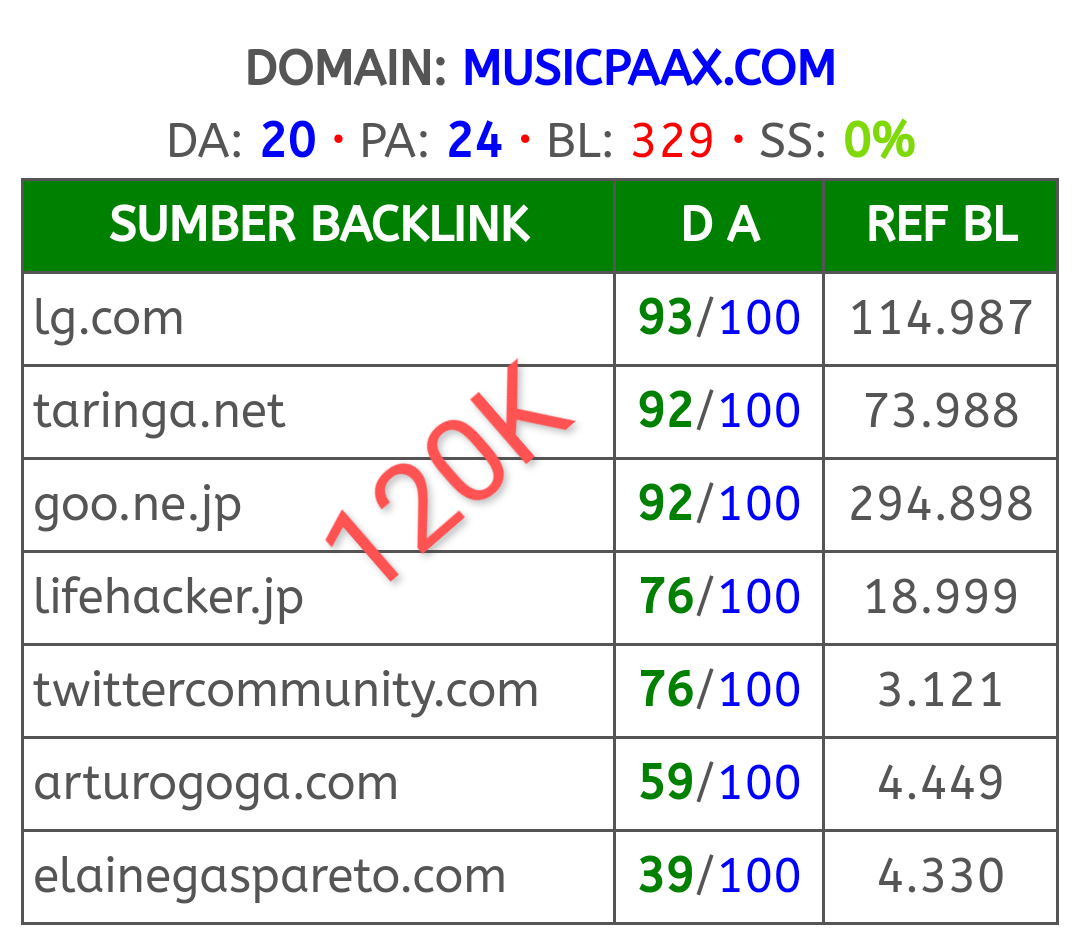 DOMAIN: MUSICPAAX.COM
DA: 20 • PA: 24 • BL: 329 • SS: 0%
SUMBER BACKLINK D A REF BL
lg.com 93/100 114.987
taringa.net 92/100 73.988
120K
goo.ne.jp 92/100 294.898
lifehacker.jp 76/100 18.999
twittercommunity.com 76/100 3.121
arturogoga.com 59/100 4.449
elainegaspareto.com 39/100 4.330